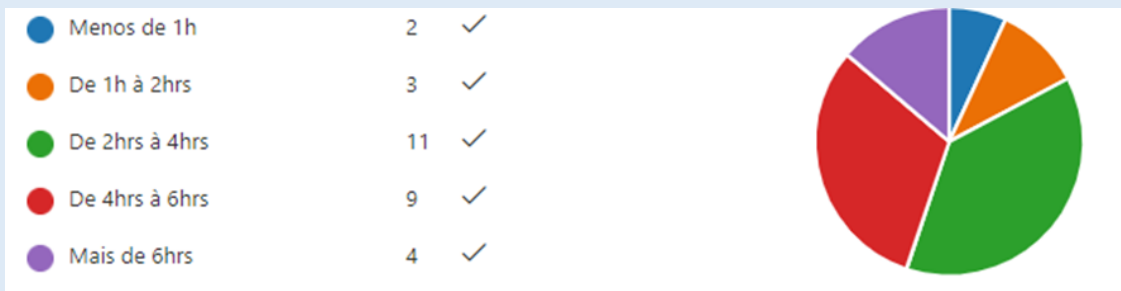 Menos de 1h 2
De 1h à 2hrs 3
De 2hrs à 4hrs 11
De 4hrs à 6hrs 9
Mais de 6hrs 4